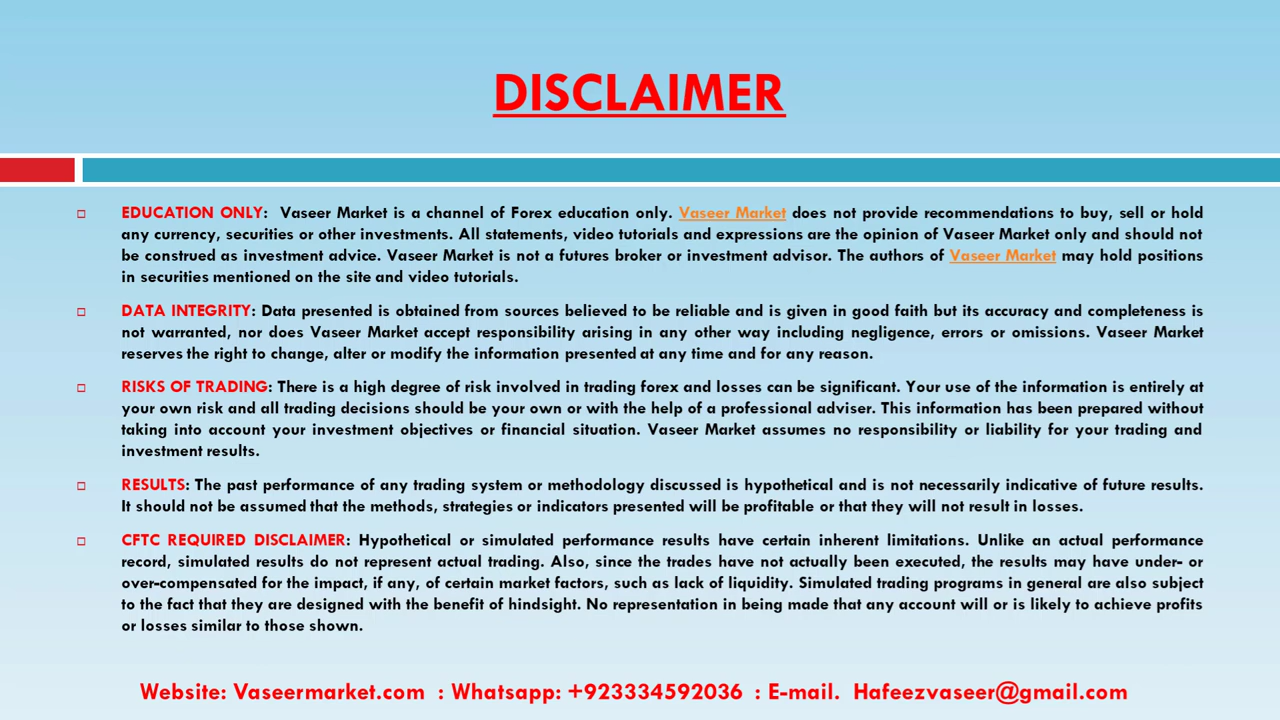 DISCLAIMER
EDUCATION ONLY: Vaseer Market is a channel of Forex education only. Vaseer Market does not provide recommendations to buy, sell or hold
any currency, securities or other investments. All statements, video tutorials and expressions are the opinion of Vaseer Market only and should not
be construed as investment advice. Vaseer Market is not a futures broker or investment advisor. The authors of Vaseer Market may hold positions
in securities mentioned on the site and video tutorials.
DATA INTEGRITY: Data presented is obtained from sources believed to be reliable and is given in good faith but its accuracy and completeness is
not warranted, nor does Vaseer Market accept responsibility arising in any other way including negligence, errors or omissions. Vaseer Market
reserves the right to change, alter or modify the information presented at any time and for any reason.
RISKS OF TRADING: There is a high degree of risk involved in trading forex and losses can be significant. Your use of the information is entirely at
your own risk and all trading decisions should be your own or with the help of a professional adviser. This information has been prepared without
taking into account your investment objectives or financial situation. Vaseer Market assumes no responsibility or liability for your trading and
investment results.
RESULTS: The past performance of any trading system or methodology discussed is hypothetical and is not necessarily indicative of future results.
It should not be assumed that the methods, strategies or indicators presented will be profitable or that they will not result in losses.
CFTC REQUIRED DISCLAIMER: Hypothetical or simulated performance results have certain inherent limitations. Unlike an actual performance
record, simulated results do not represent actual trading. Also, since the trades have not actually been executed, the results may have under- or
over-compensated for the impact, if any, of certain market factors, such as lack of liquidity. Simulated trading programs in general are also subject
to the fact that they are designed with the benefit of hindsight. No representation in being made that any account will or is likely to achieve profits
or losses similar to those shown.
Website: Vaseermarket.com : Whatsapp: +923334592036 : E-mail. Hafeezvaseer@gmail.com